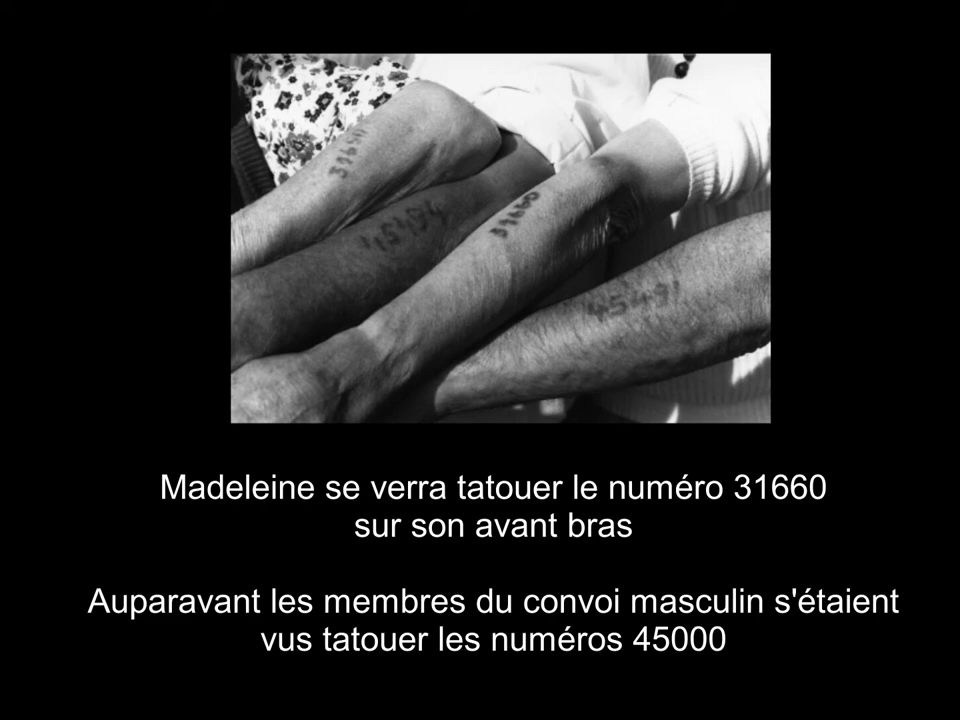 31660
Madeleine se verra tatouer le numéro 31660
sur son avant bras
Auparavant les membres du convoi masculin s'étaient
vus tatouer les numéros 45000